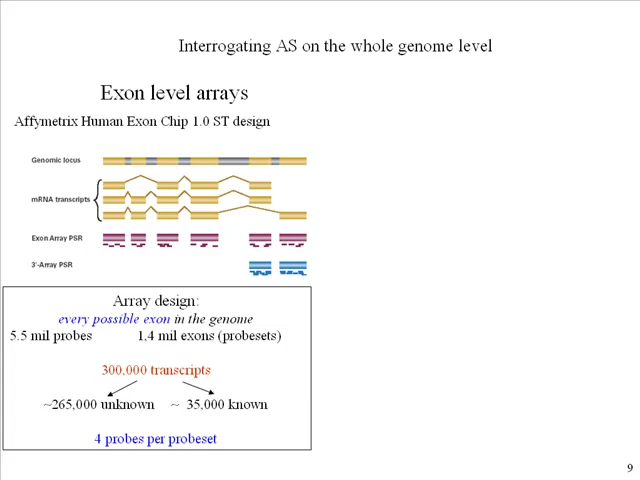 Interrogating AS on the whole genome level
Exon level arrays
Affymetrix Human Exon Chip 1.0 ST design
Genomic locus
mRNA transcripts
Exon Array PSR
3'-Array PSR
Array design:
every possible exon in the genome
5.5 mil probes 1,4 mil exons (probesets)
300,000 transcripts
~265,000 unknown ~ 35,000 known
4 probes per probeset
9